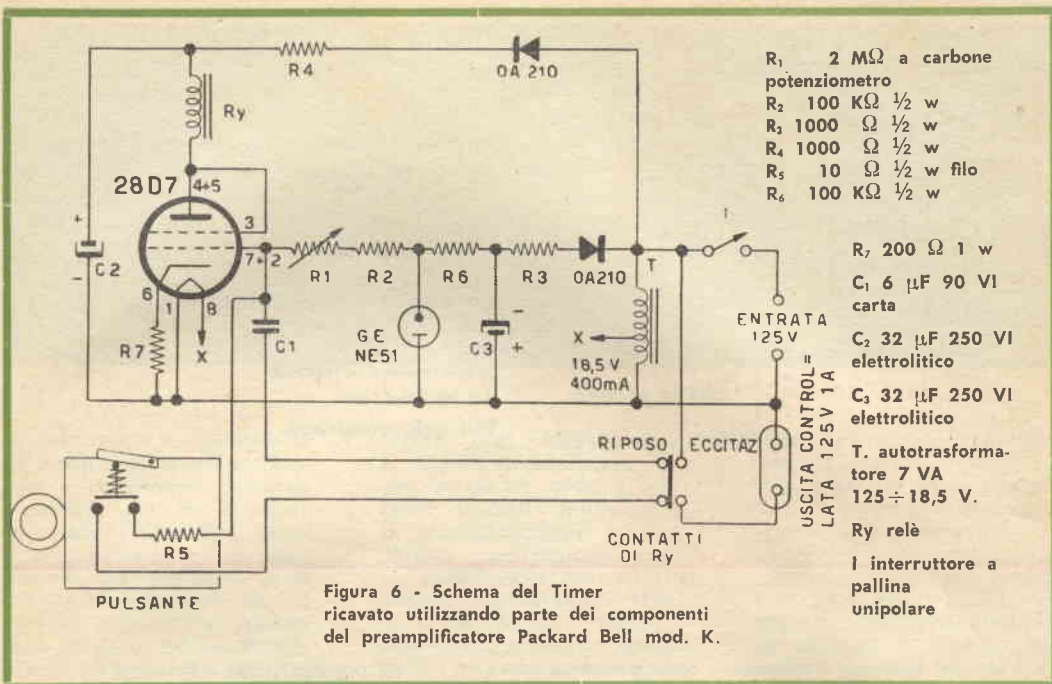 R4
OA 210
Ry
28D7
4+5
3
7+2
+
-
C2
R1
R2
R6
R3
OA210
T
I
6
1
8
X
R7
C1
GE
NE51
C3
-
+
X
18,5 V
400mA
ENTRATA
125V
RIPOSO
ECCITAZ
USCITA CONTROL=
LATA 125V 1A
CONTATTI
DI Ry
R5
PULSANTE
R₁ 2 MΩ a carbone
potenziometro
R₂ 100 KΩ ½ w
R₃ 1000 Ω ½ w
R₄ 1000 Ω ½ w
R₅ 10 Ω ½ w filo
R₆ 100 KΩ ½ w
R₇ 200 Ω 1 w
C₁ 6 µF 90 Vl
carta
C₂ 32 µF 250 Vl
elettrolitico
C₃ 32 µF 250 Vl
elettrolitico
T. autotrasforma-
tore 7 VA
125÷18,5 V.
Ry relè
I interruttore a
pallina
unipolare
Figura 6 - Schema del Timer
ricavato utilizzando parte dei componenti
del preamplificatore Packard Bell mod. K.